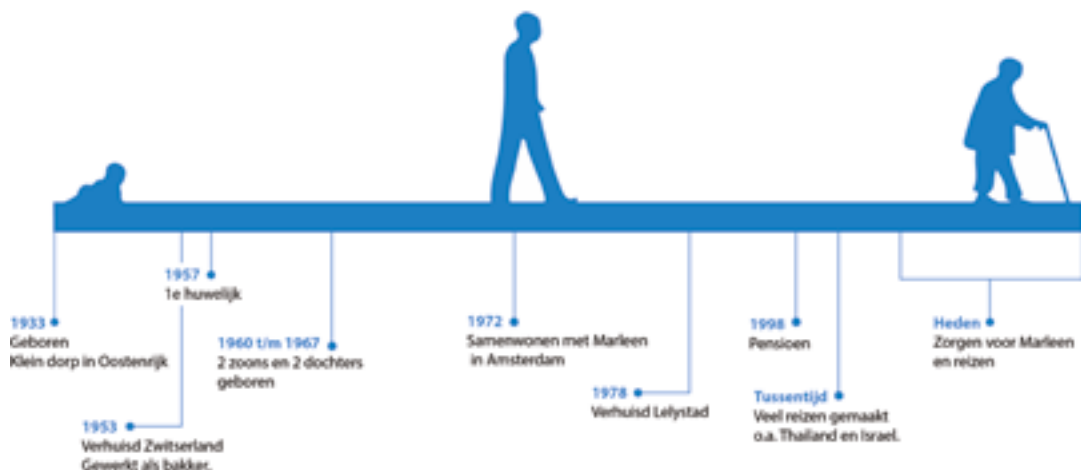 1933
Geboren
Klein dorp in Oostenrijk
1953
Verhuisd Zwitserland
Gewerkt als bakker.
1957
1e huwelijk
1960 t/m 1967
2 zoons en 2 dochters
geboren
1972
Samenwonen met Marleen
in Amsterdam
1978
Verhuisd Lelystad
1998
Pensioen
Tussentijd
Veel reizen gemaakt
o.a. Thailand en Israel.
Heden
Zorgen voor Marleen
en reizen